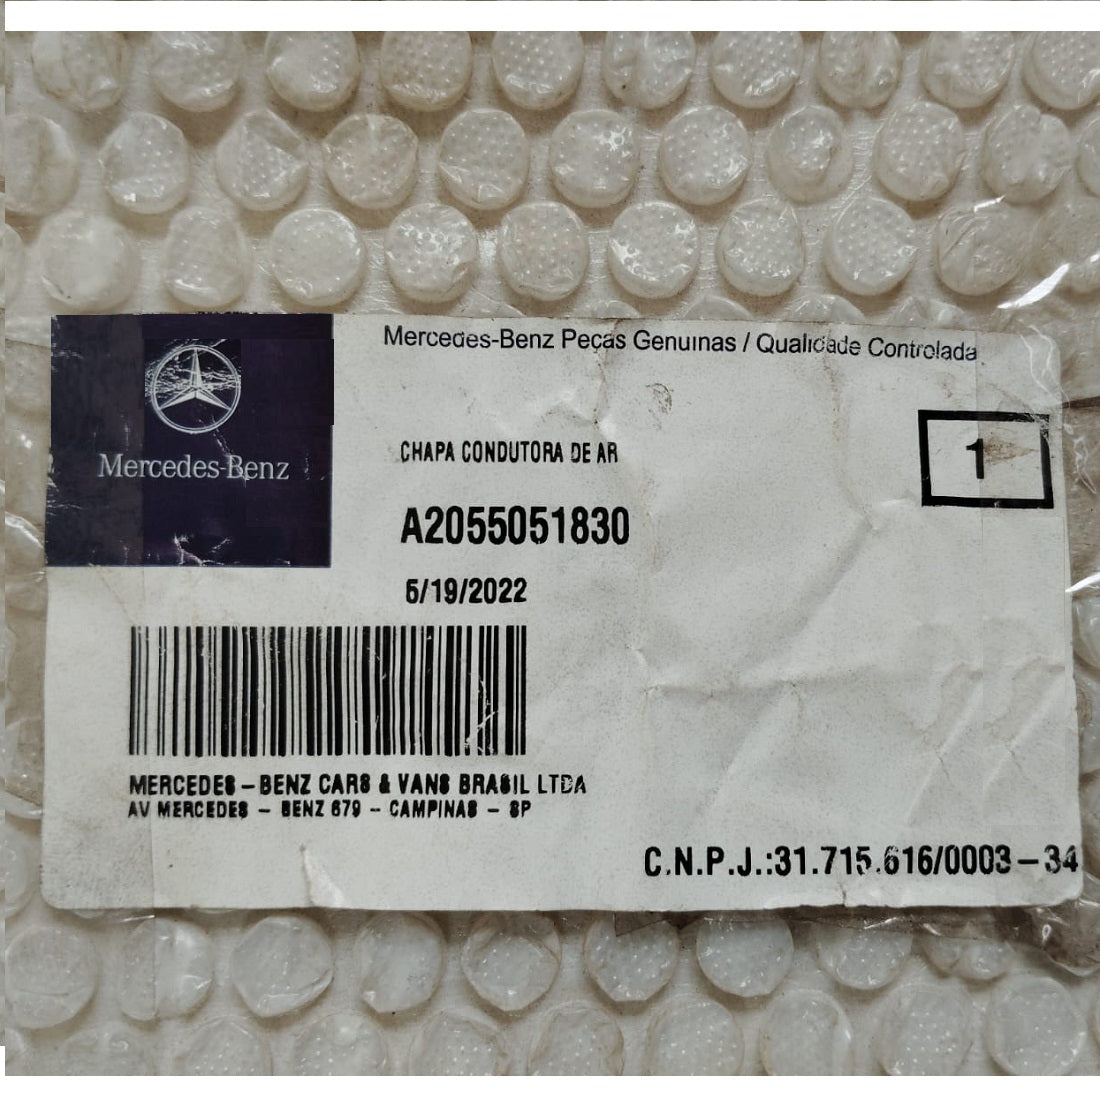 Mercedes-Benz Peças Genuinas / Qualidade Controlada
Mercedes-Benz
CHAPA CONDUTORA DE AR
1
A2055051830
5/19/2022
MERCEDES - BENZ CARS & VANS BRASIL LTDA
AV MERCEDES - BENZ 679 - CAMPINAS - SP
C.N.P.J.:31.715.616/0003-34